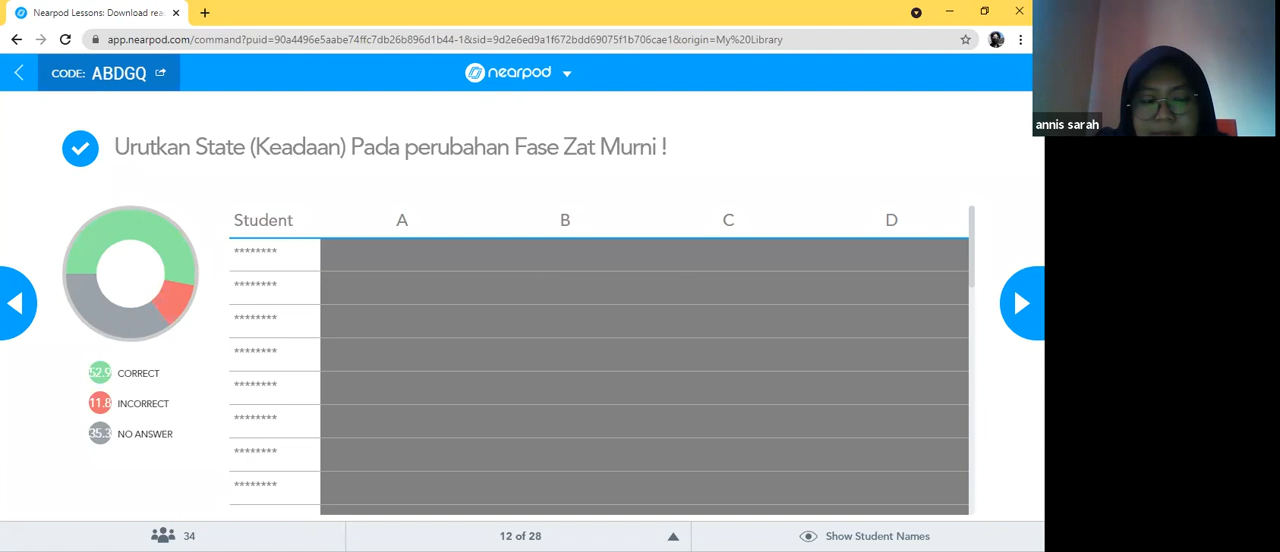 Nearpod Lessons: Download rea
app.nearpod.com/command?puid=90a4496e5aabe74ffc7db26b896d1b44-1&sid=9d2e6ed9a1f672bdd69075f1b706cae1&origin=My%20Library
CODE: ABDGQ
nearpod
annis sarah
Urutkan State (Keadaan) Pada perubahan Fase Zat Murni !
Student A B C D
********
********
********
********
********
********
********
********
52.9 CORRECT
11.8 INCORRECT
35.3 NO ANSWER
34
12 of 28
Show Student Names